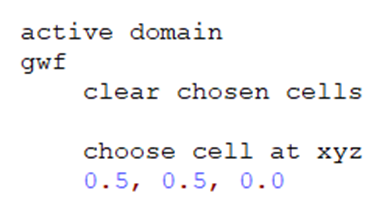 active domain
gwf
clear chosen cells
choose cell at xyz
0.5, 0.5, 0.0